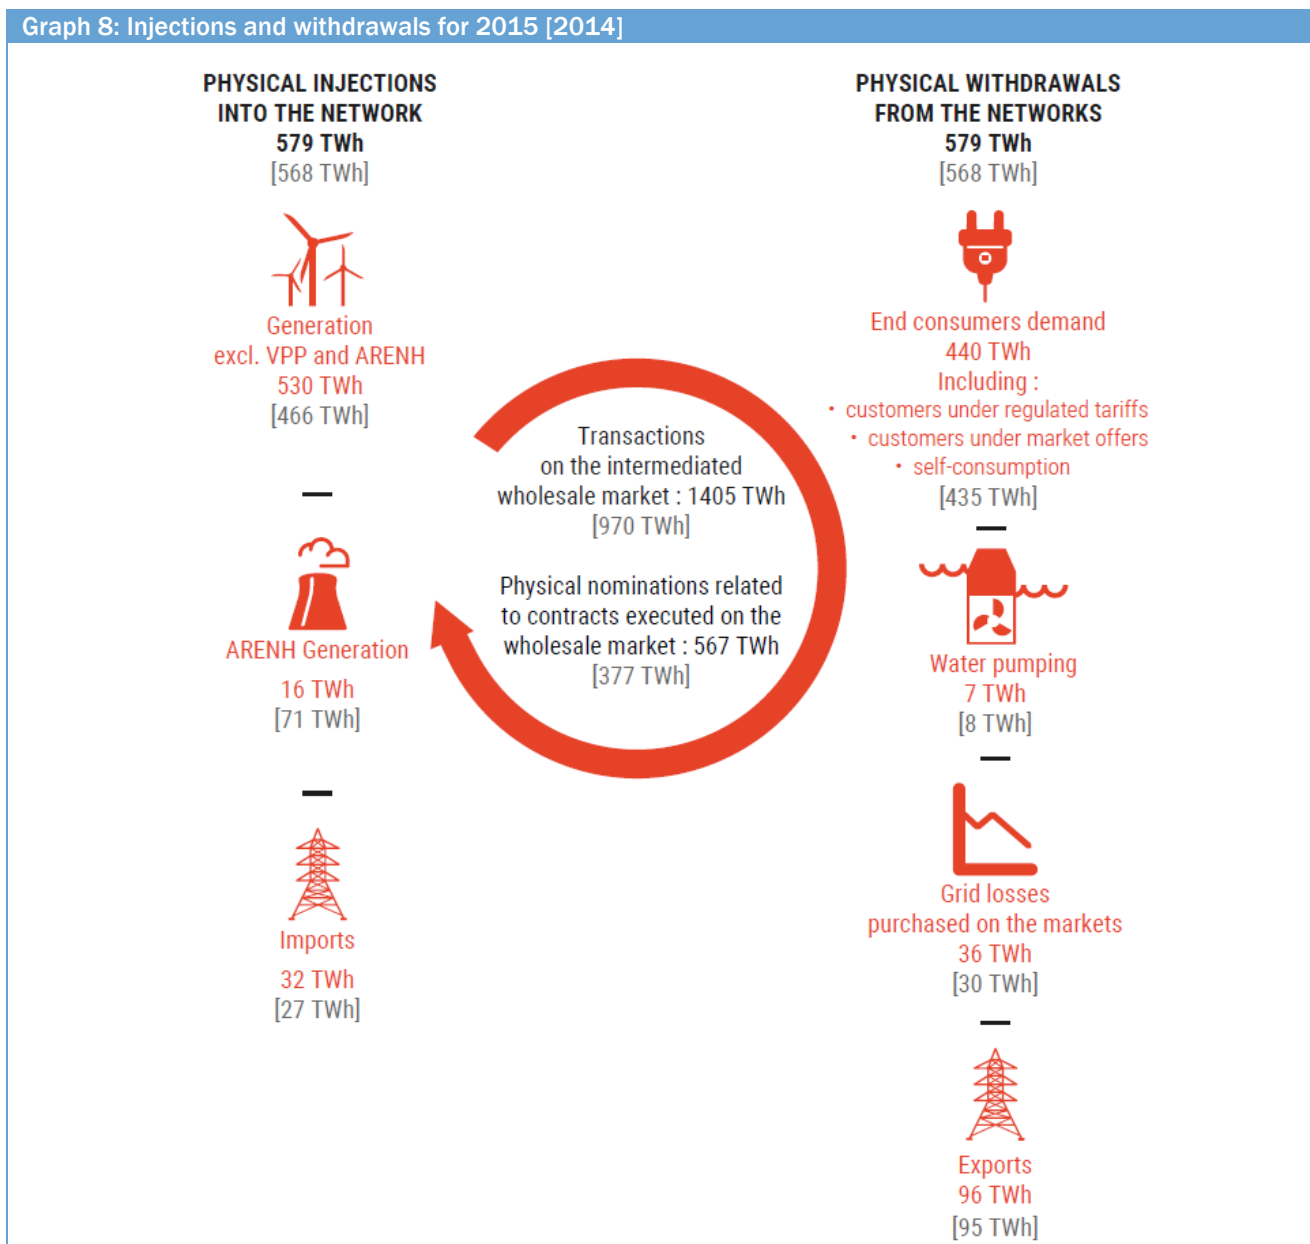 Graph 8: Injections and withdrawals for 2015 [2014]
PHYSICAL INJECTIONS
INTO THE NETWORK
579 TWh
[568 TWh]
Generation
excl. VPP and ARENH
530 TWh
[466 TWh]
ARENH Generation
16 TWh
[71 TWh]
Imports
32 TWh
[27 TWh]
Transactions
on the intermediated
wholesale market : 1405 TWh
[970 TWh]
Physical nominations related
to contracts executed on the
wholesale market : 567 TWh
[377 TWh]
PHYSICAL WITHDRAWALS
FROM THE NETWORKS
579 TWh
[568 TWh]
End consumers demand
440 TWh
Including :
• customers under regulated tariffs
• customers under market offers
• self-consumption
[435 TWh]
Water pumping
7 TWh
[8 TWh]
Grid losses
purchased on the markets
36 TWh
[30 TWh]
Exports
96 TWh
[95 TWh]